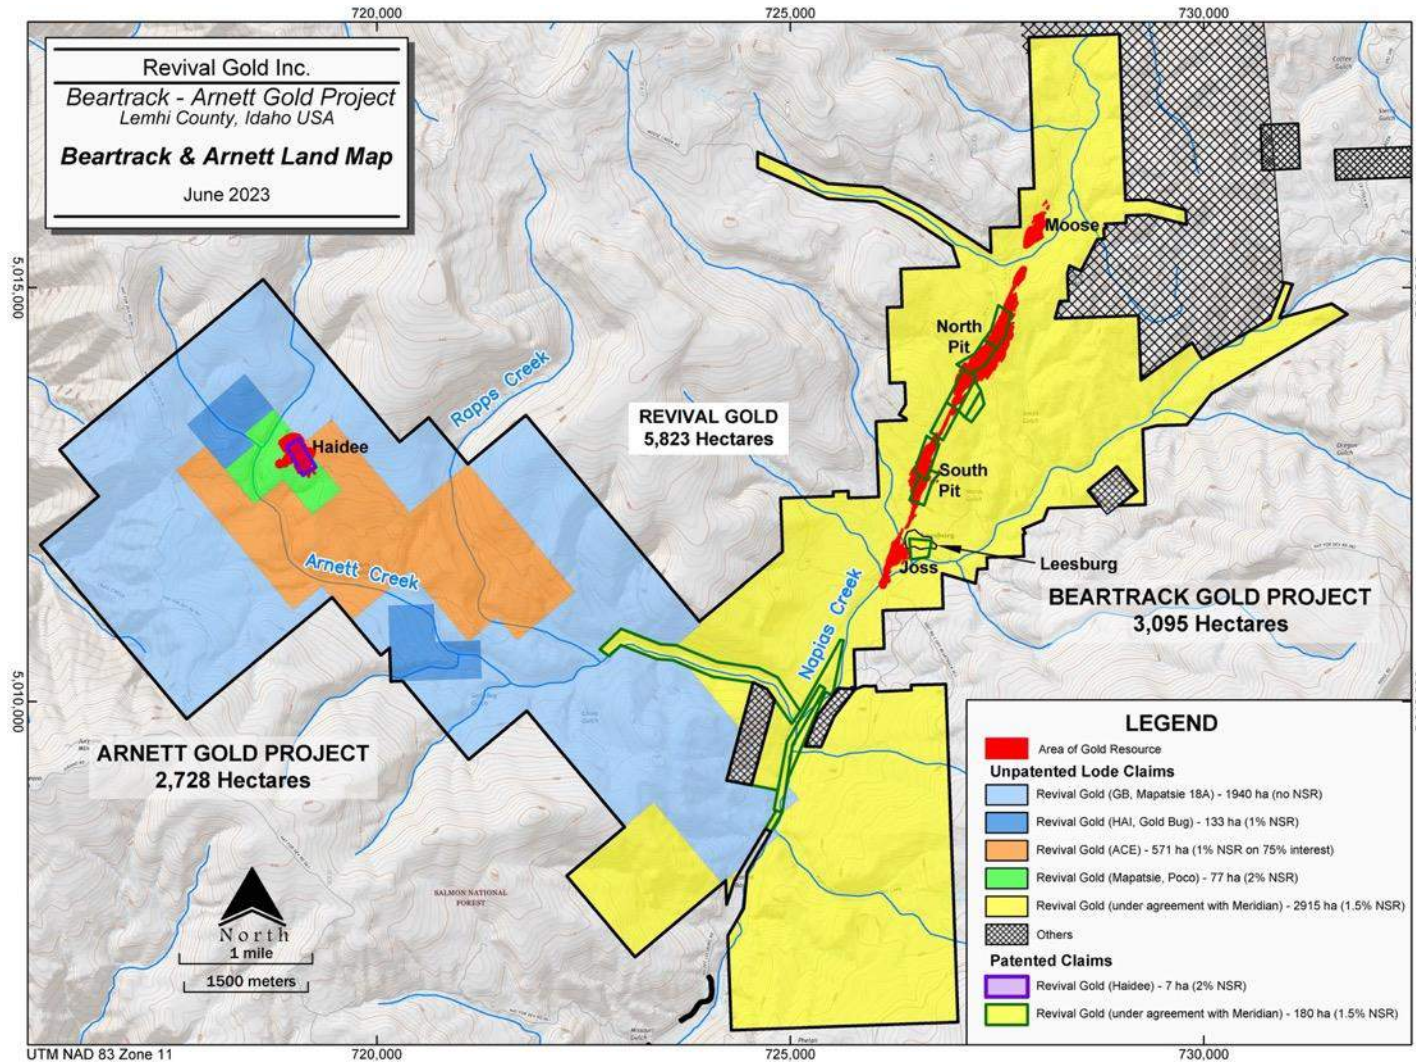 720,000
725,000
730,000
Revival Gold Inc.
Beartrack - Arnett Gold Project
Lemhi County, Idaho USA
Beartrack & Arnett Land Map
June 2023
5,015,000
5,010,000
Moose
North
Pit
Rapps Creek
REVIVAL GOLD
5,823 Hectares
Haidee
South
Pit
Arnett Creek
Joss
Leesburg
Napias Creek
BEARTRACK GOLD PROJECT
3,095 Hectares
ARNETT GOLD PROJECT
2,728 Hectares
SALMON NATIONAL
FOREST
North
1 mile
1500 meters
LEGEND
Area of Gold Resource
Unpatented Lode Claims
Revival Gold (GB, Mapatsie 18A) - 1940 ha (no NSR)
Revival Gold (HAI, Gold Bug) - 133 ha (1% NSR)
Revival Gold (ACE) - 571 ha (1% NSR on 75% interest)
Revival Gold (Mapatsie, Poco) - 77 ha (2% NSR)
Revival Gold (under agreement with Meridian) - 2915 ha (1.5% NSR)
Others
Patented Claims
Revival Gold (Haidee) - 7 ha (2% NSR)
Revival Gold (under agreement with Meridian) - 180 ha (1.5% NSR)
UTM NAD 83 Zone 11
720,000
725,000
730,000